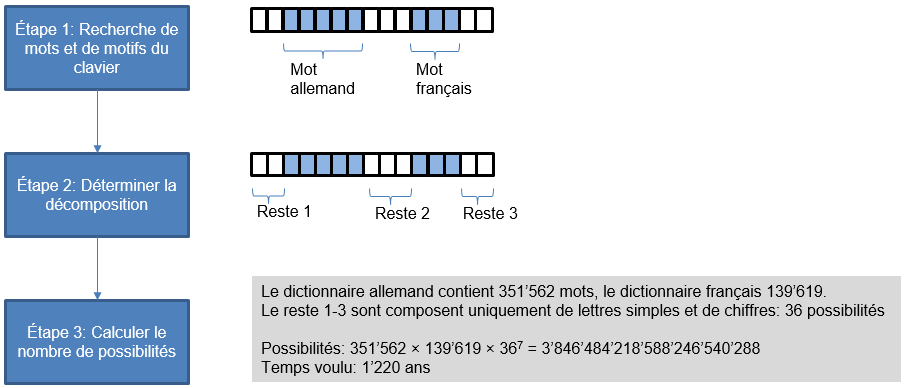 Étape 1: Recherche de
mots et de motifs du
clavier
Mot
allemand
Mot
français
Étape 2: Déterminer la
décomposition
Reste 1
Reste 2
Reste 3
Étape 3: Calculer le
nombre de possibilités
Le dictionnaire allemand contient 351’562 mots, le dictionnaire français 139’619.
Le reste 1-3 sont composent uniquement de lettres simples et de chiffres: 36 possibilités
Possibilités: 351’562 × 139’619 × 36⁷ = 3’846’484’218’588’246’540’288
Temps voulu: 1’220 ans